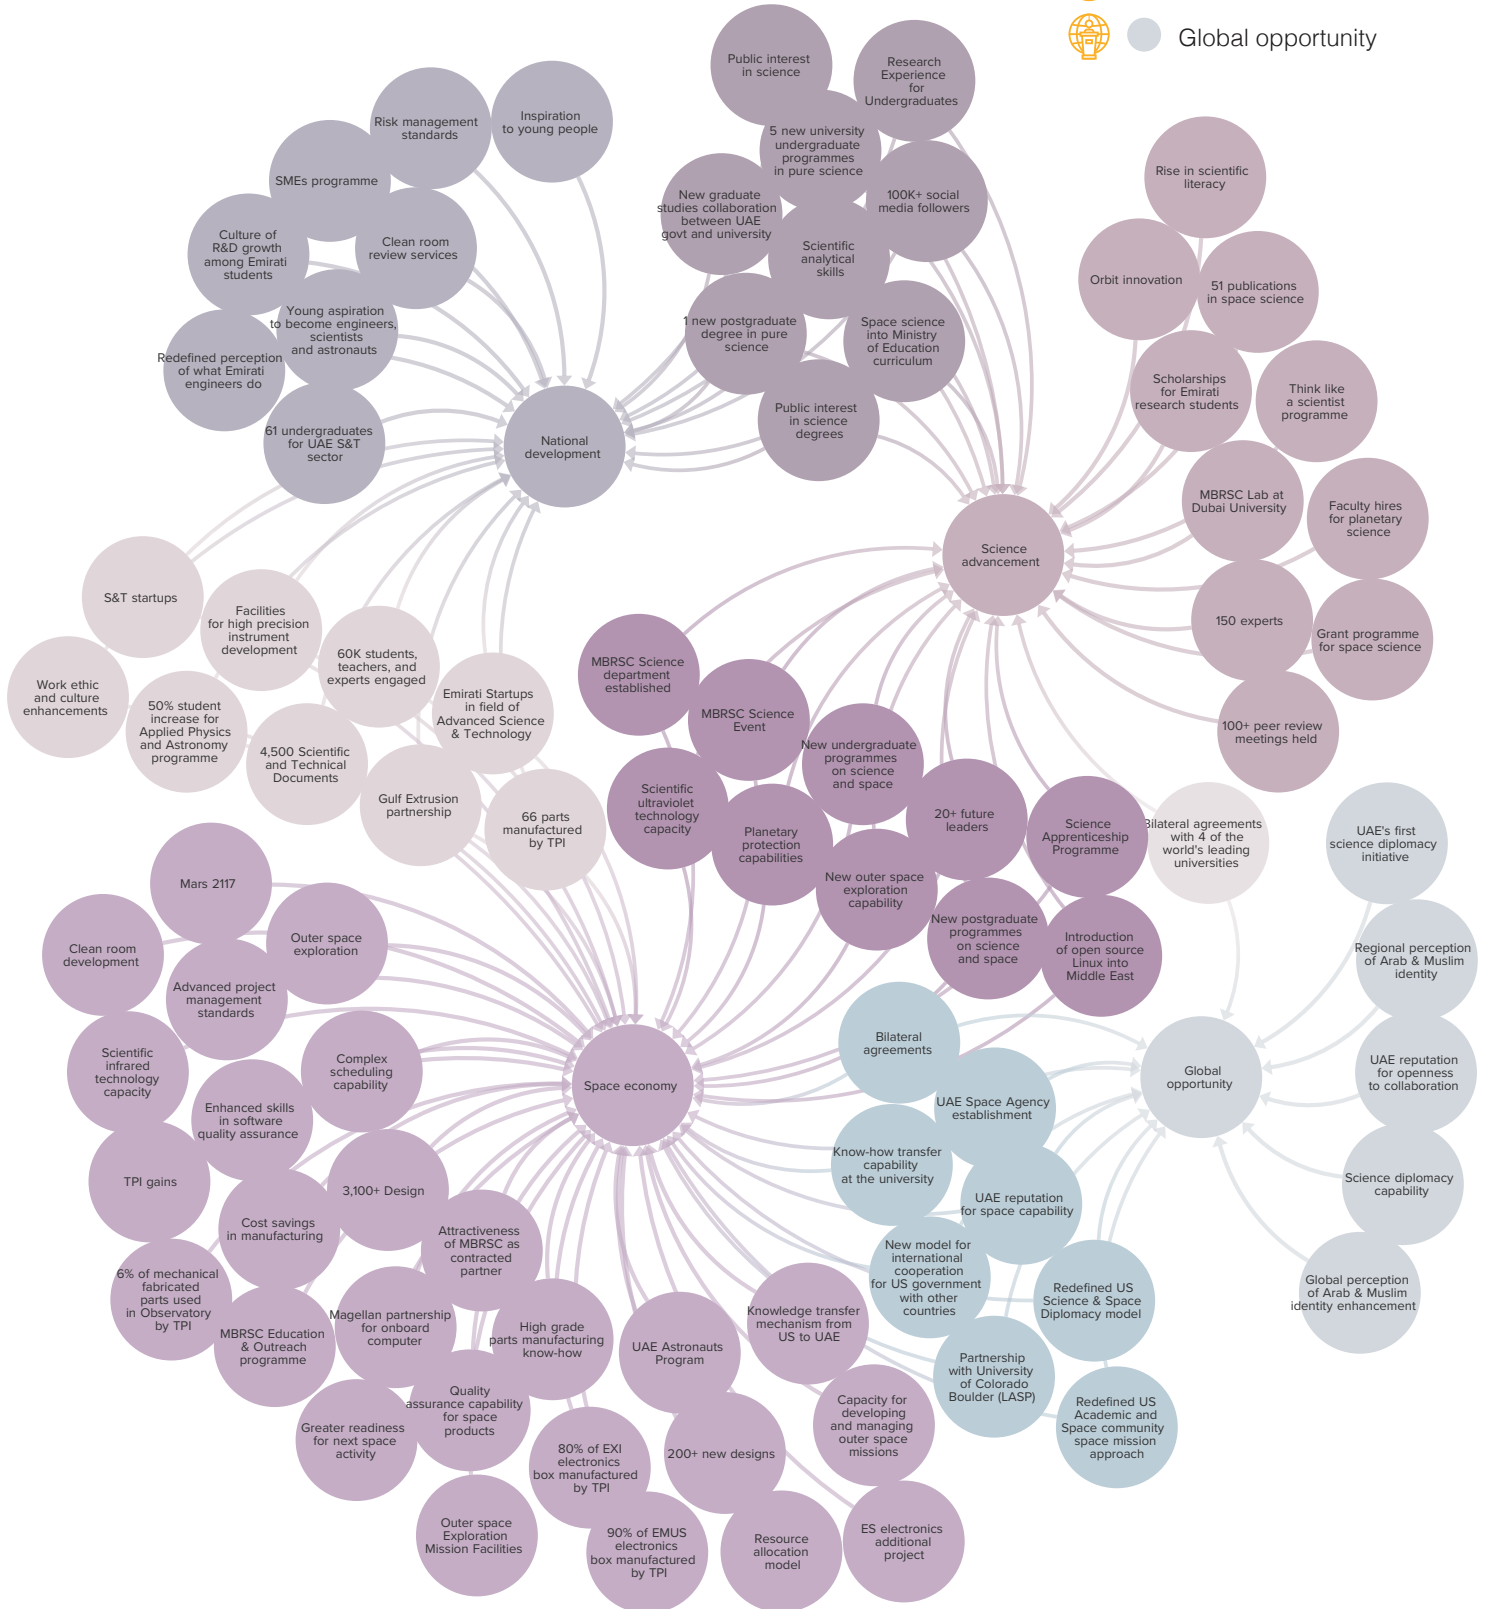 Global opportunity
Public interest
in science
Research
Experience
for
Undergraduates
Risk management
standards
Inspiration
to young people
5 new university
undergraduate
programmes
in pure science
SMEs programme
Rise in scientific
literacy
New graduate
studies collaboration
between UAE
govt and university
100K+ social
media followers
Culture of
R&D growth
among Emirati
students
Clean room
review services
Scientific
analytical
skills
Orbit innovation
51 publications
in space science
Young aspiration
to become engineers,
scientists
and astronauts
1 new postgraduate
degree in pure
science
Space science
into Ministry
of Education
curriculum
Redefined perception
of what Emirati
engineers do
Scholarships
for Emirati
research students
Think like
a scientist
programme
Public interest
in science
degrees
61 undergraduates
for UAE S&T
sector
National
development
MBRSC Lab at
Dubai University
Faculty hires
for planetary
science
Science
advancement
S&T startups
Facilities
for high precision
instrument
development
150 experts
Grant programme
for space science
60K students,
teachers, and
experts engaged
MBRSC Science
department
established
Work ethic
and culture
enhancements
50% student
increase for
Applied Physics
and Astronomy
programme
Emirati Startups
in field of
Advanced Science
& Technology
MBRSC Science
Event
100+ peer review
meetings held
4,500 Scientific
and Technical
Documents
New undergraduate
programmes
on science
and space
Gulf Extrusion
partnership
66 parts
manufactured
by TPI
Scientific
ultraviolet
technology
capacity
Planetary
protection
capabilities
20+ future
leaders
Science
Apprenticeship
Programme
Bilateral agreements
with 4 of the
world's leading
universities
UAE's first
science diplomacy
initiative
Mars 2117
New outer space
exploration
capability
Clean room
development
Outer space
exploration
New postgraduate
programmes
on science
and space
Introduction
of open source
Linux into
Middle East
Regional perception
of Arab & Muslim
identity
Advanced project
management
standards
Scientific
infrared
technology
capacity
Complex
scheduling
capability
Space economy
Bilateral
agreements
Global
opportunity
UAE reputation
for openness
to collaboration
Enhanced skills
in software
quality assurance
UAE Space Agency
establishment
TPI gains
3,100+ Design
Know-how transfer
capability
at the university
UAE reputation
for space capability
Science diplomacy
capability
Cost savings
in manufacturing
Attractiveness
of MBRSC as
contracted
partner
New model for
international
cooperation
for US government
with other
countries
6% of mechanical
fabricated
parts used
in Observatory
by TPI
Redefined US
Science & Space
Diplomacy model
Global perception
of Arab & Muslim
identity enhancement
MBRSC Education
& Outreach
programme
Magellan partnership
for onboard
computer
High grade
parts manufacturing
know-how
UAE Astronauts
Program
Knowledge transfer
mechanism from
US to UAE
Partnership
with University
of Colorado
Boulder (LASP)
Greater readiness
for next space
activity
Quality
assurance capability
for space
products
Capacity for
developing
and managing
outer space
missions
Redefined US
Academic and
Space community
space mission
approach
80% of EXI
electronics
box manufactured
by TPI
200+ new designs
Outer space
Exploration
Mission Facilities
90% of EMUS
electronics
box manufactured
by TPI
Resource
allocation
model
ES electronics
additional
project